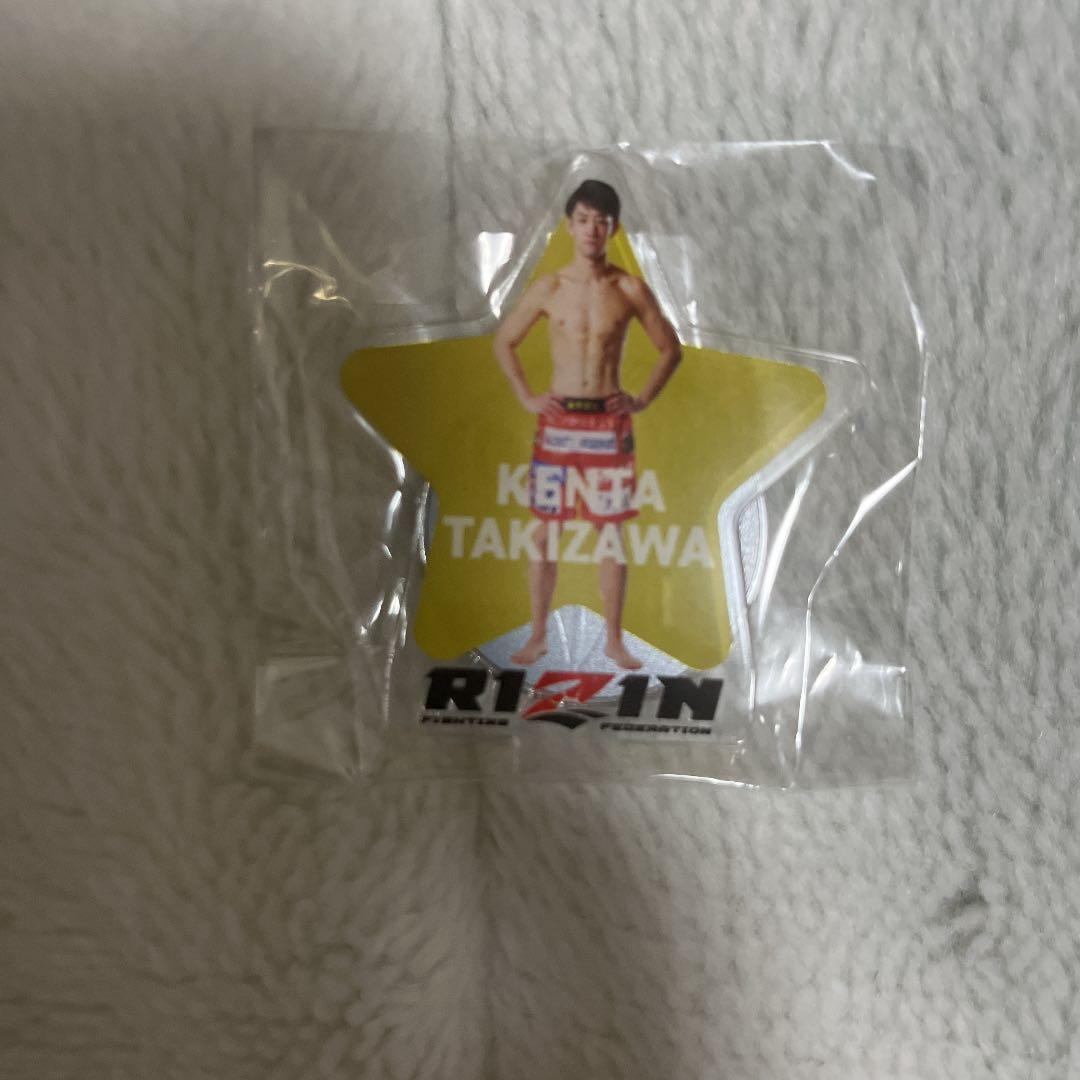 KENTA
TAKIZAWA
RIZIN
FIGHTING FEDERATION